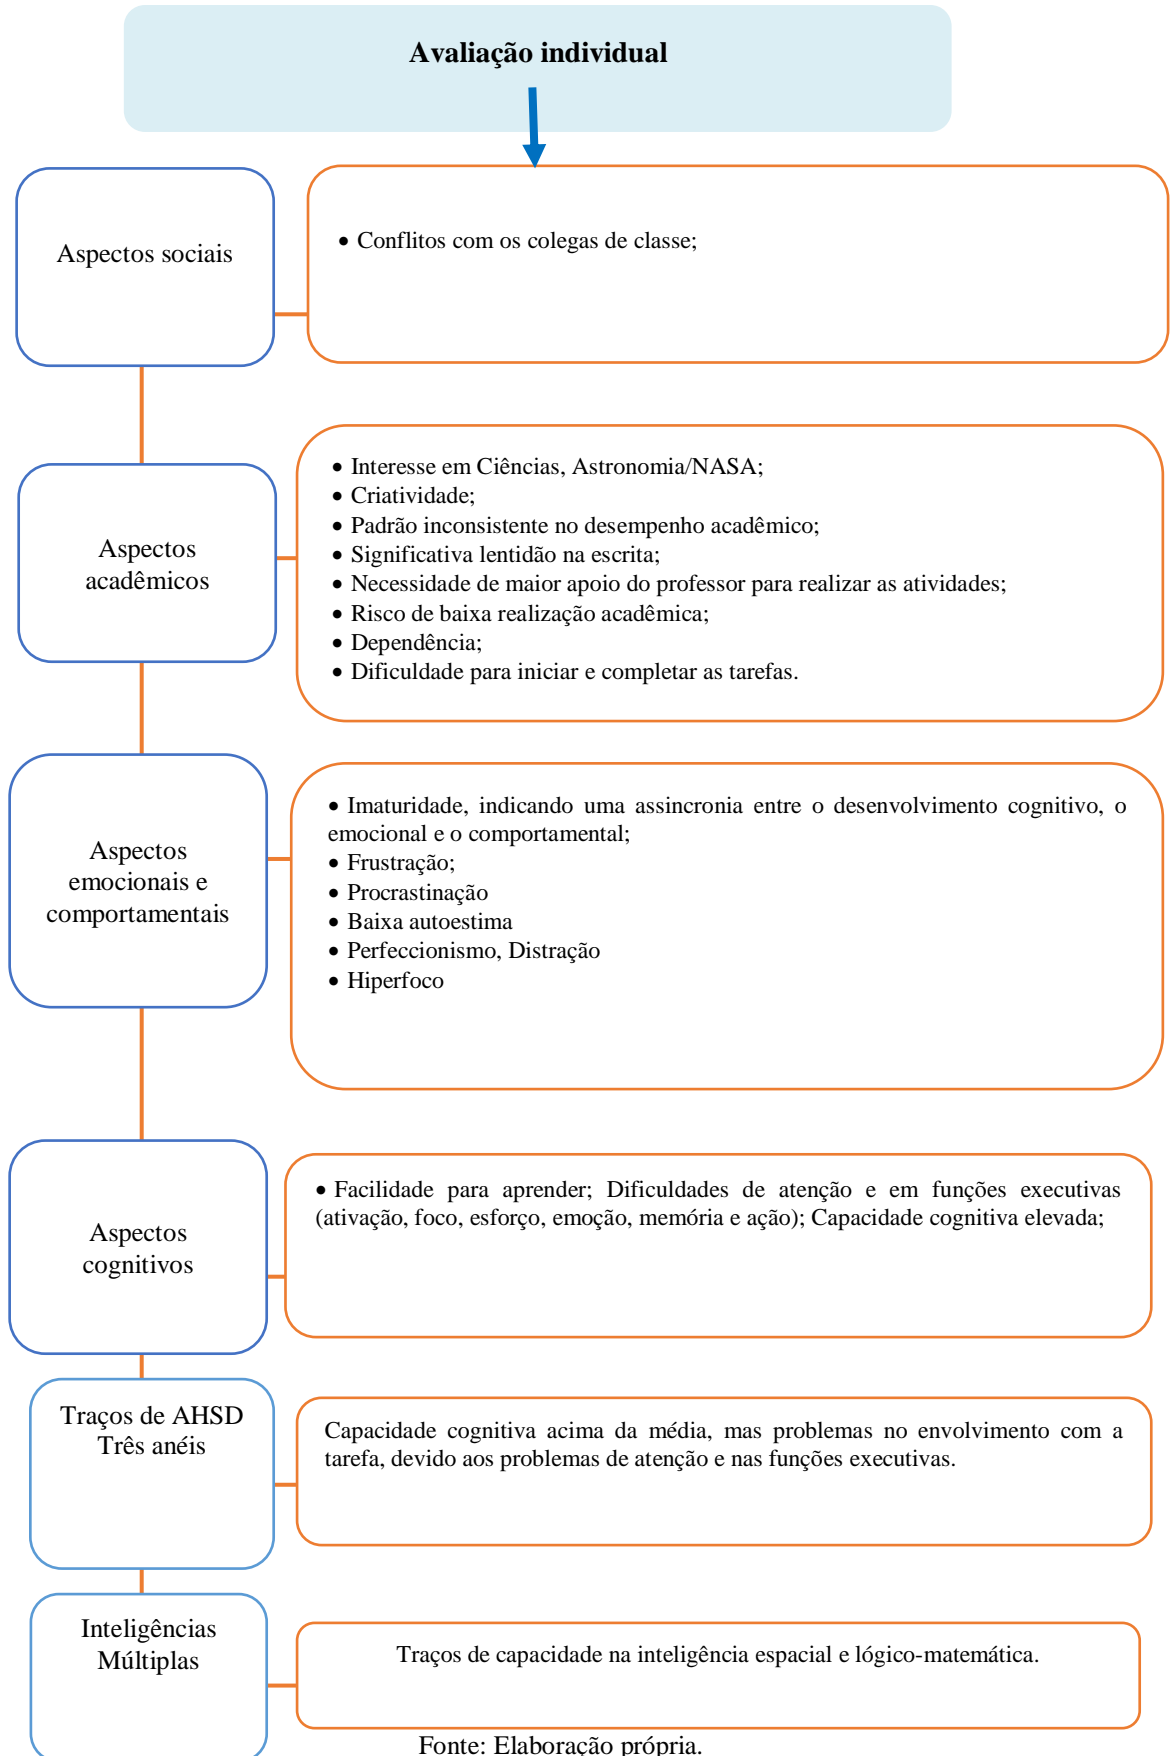 Avaliação individual
Aspectos sociais
• Conflitos com os colegas de classe;
Aspectos
acadêmicos
• Interesse em Ciências, Astronomia/NASA;
• Criatividade;
• Padrão inconsistente no desempenho acadêmico;
• Significativa lentidão na escrita;
• Necessidade de maior apoio do professor para realizar as atividades;
• Risco de baixa realização acadêmica;
• Dependência;
• Dificuldade para iniciar e completar as tarefas.
Aspectos
emocionais e
comportamentais
• Imaturidade, indicando uma assincronia entre o desenvolvimento cognitivo, o
emocional e o comportamental;
• Frustração;
• Procrastinação
• Baixa autoestima
• Perfeccionismo, Distração
• Hiperfoco
Aspectos
cognitivos
• Facilidade para aprender; Dificuldades de atenção e em funções executivas
(ativação, foco, esforço, emoção, memória e ação); Capacidade cognitiva elevada;
Traços de AHSD
Três anéis
Capacidade cognitiva acima da média, mas problemas no envolvimento com a
tarefa, devido aos problemas de atenção e nas funções executivas.
Inteligências
Múltiplas
Traços de capacidade na inteligência espacial e lógico-matemática.
Fonte: Elaboração própria.